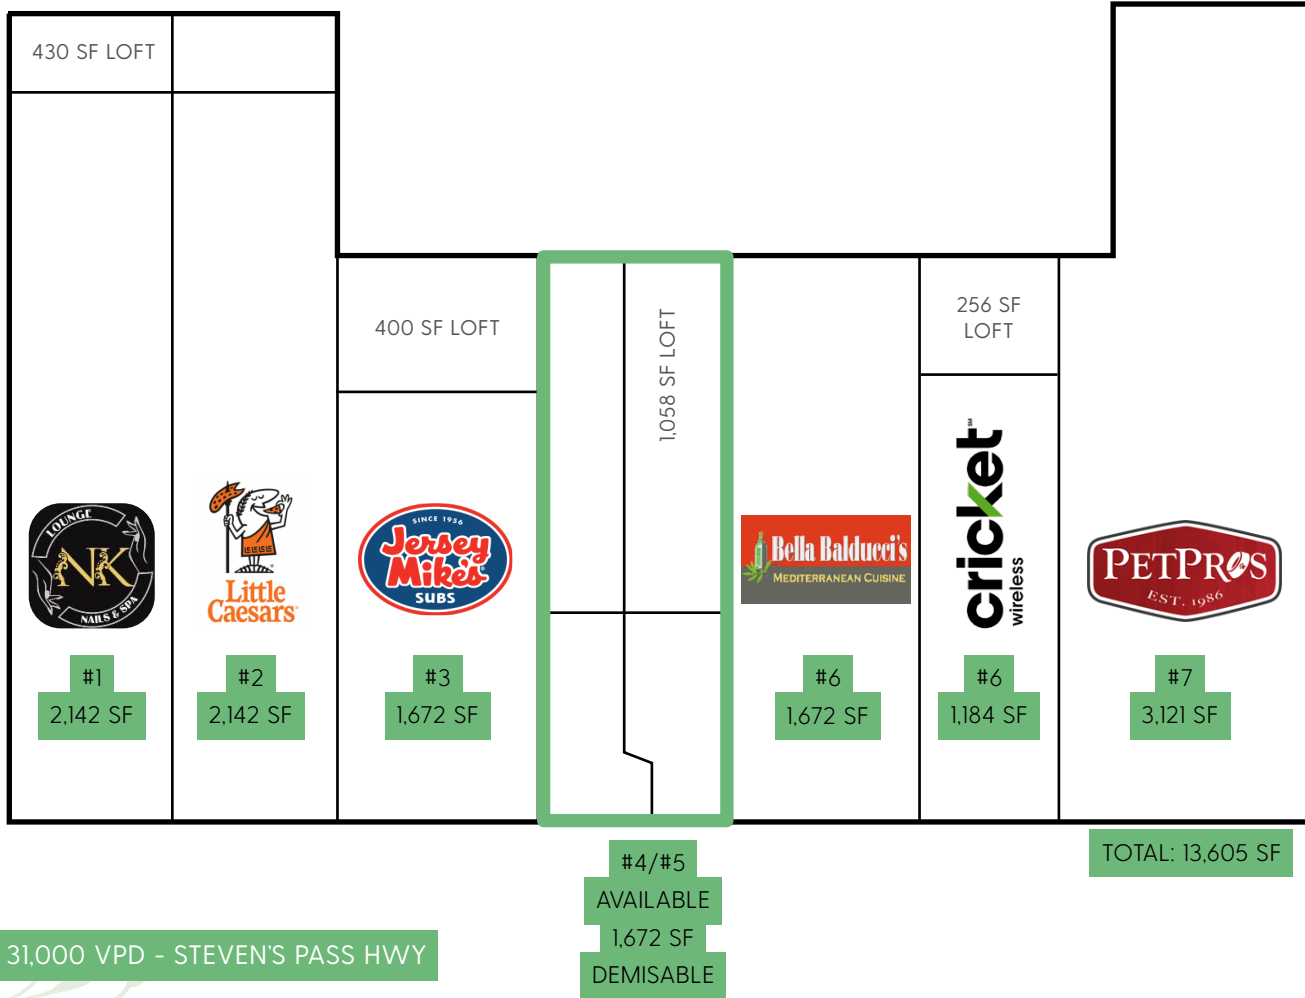 430 SF LOFT
400 SF LOFT
1,058 SF LOFT
256 SF
LOFT
LOUNGE
NK
NAILS & SPA
#1
2,142 SF
LELELE
Little
Caesars
#2
2,142 SF
SINCE 1956
Jersey
Mike's
SUBS
#3
1,672 SF
Bella Balducci's
MEDITERRANEAN CUISINE
#6
1,672 SF
cricket SM
wireless
#6
1,184 SF
PETPROS
EST. 1986
#7
3,121 SF
#4/#5
AVAILABLE
1,672 SF
DEMISABLE
TOTAL: 13,605 SF
31,000 VPD - STEVEN'S PASS HWY